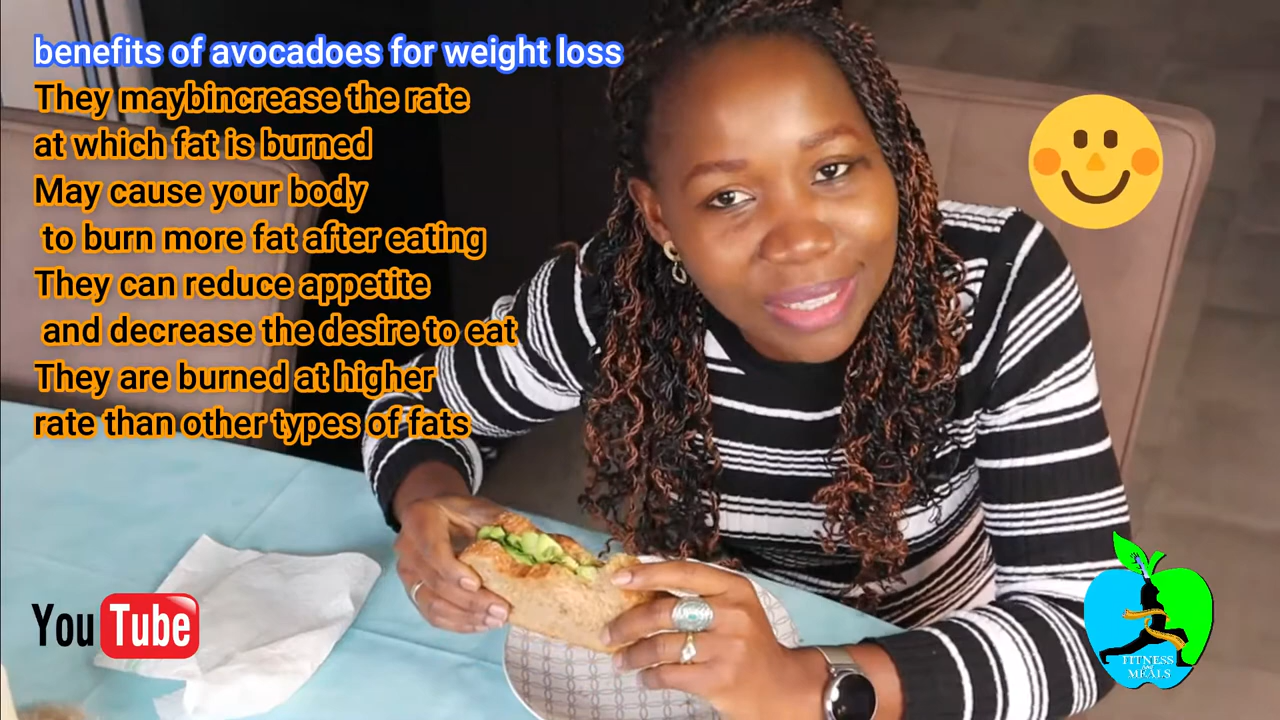 benefits of avocadoes for weight loss
They maybincrease the rate
at which fat is burned
May cause your body
to burn more fat after eating
They can reduce appetite
and decrease the desire to eat
They are burned at higher
rate than other types of fats
YouTube
FITNESS
MEALS